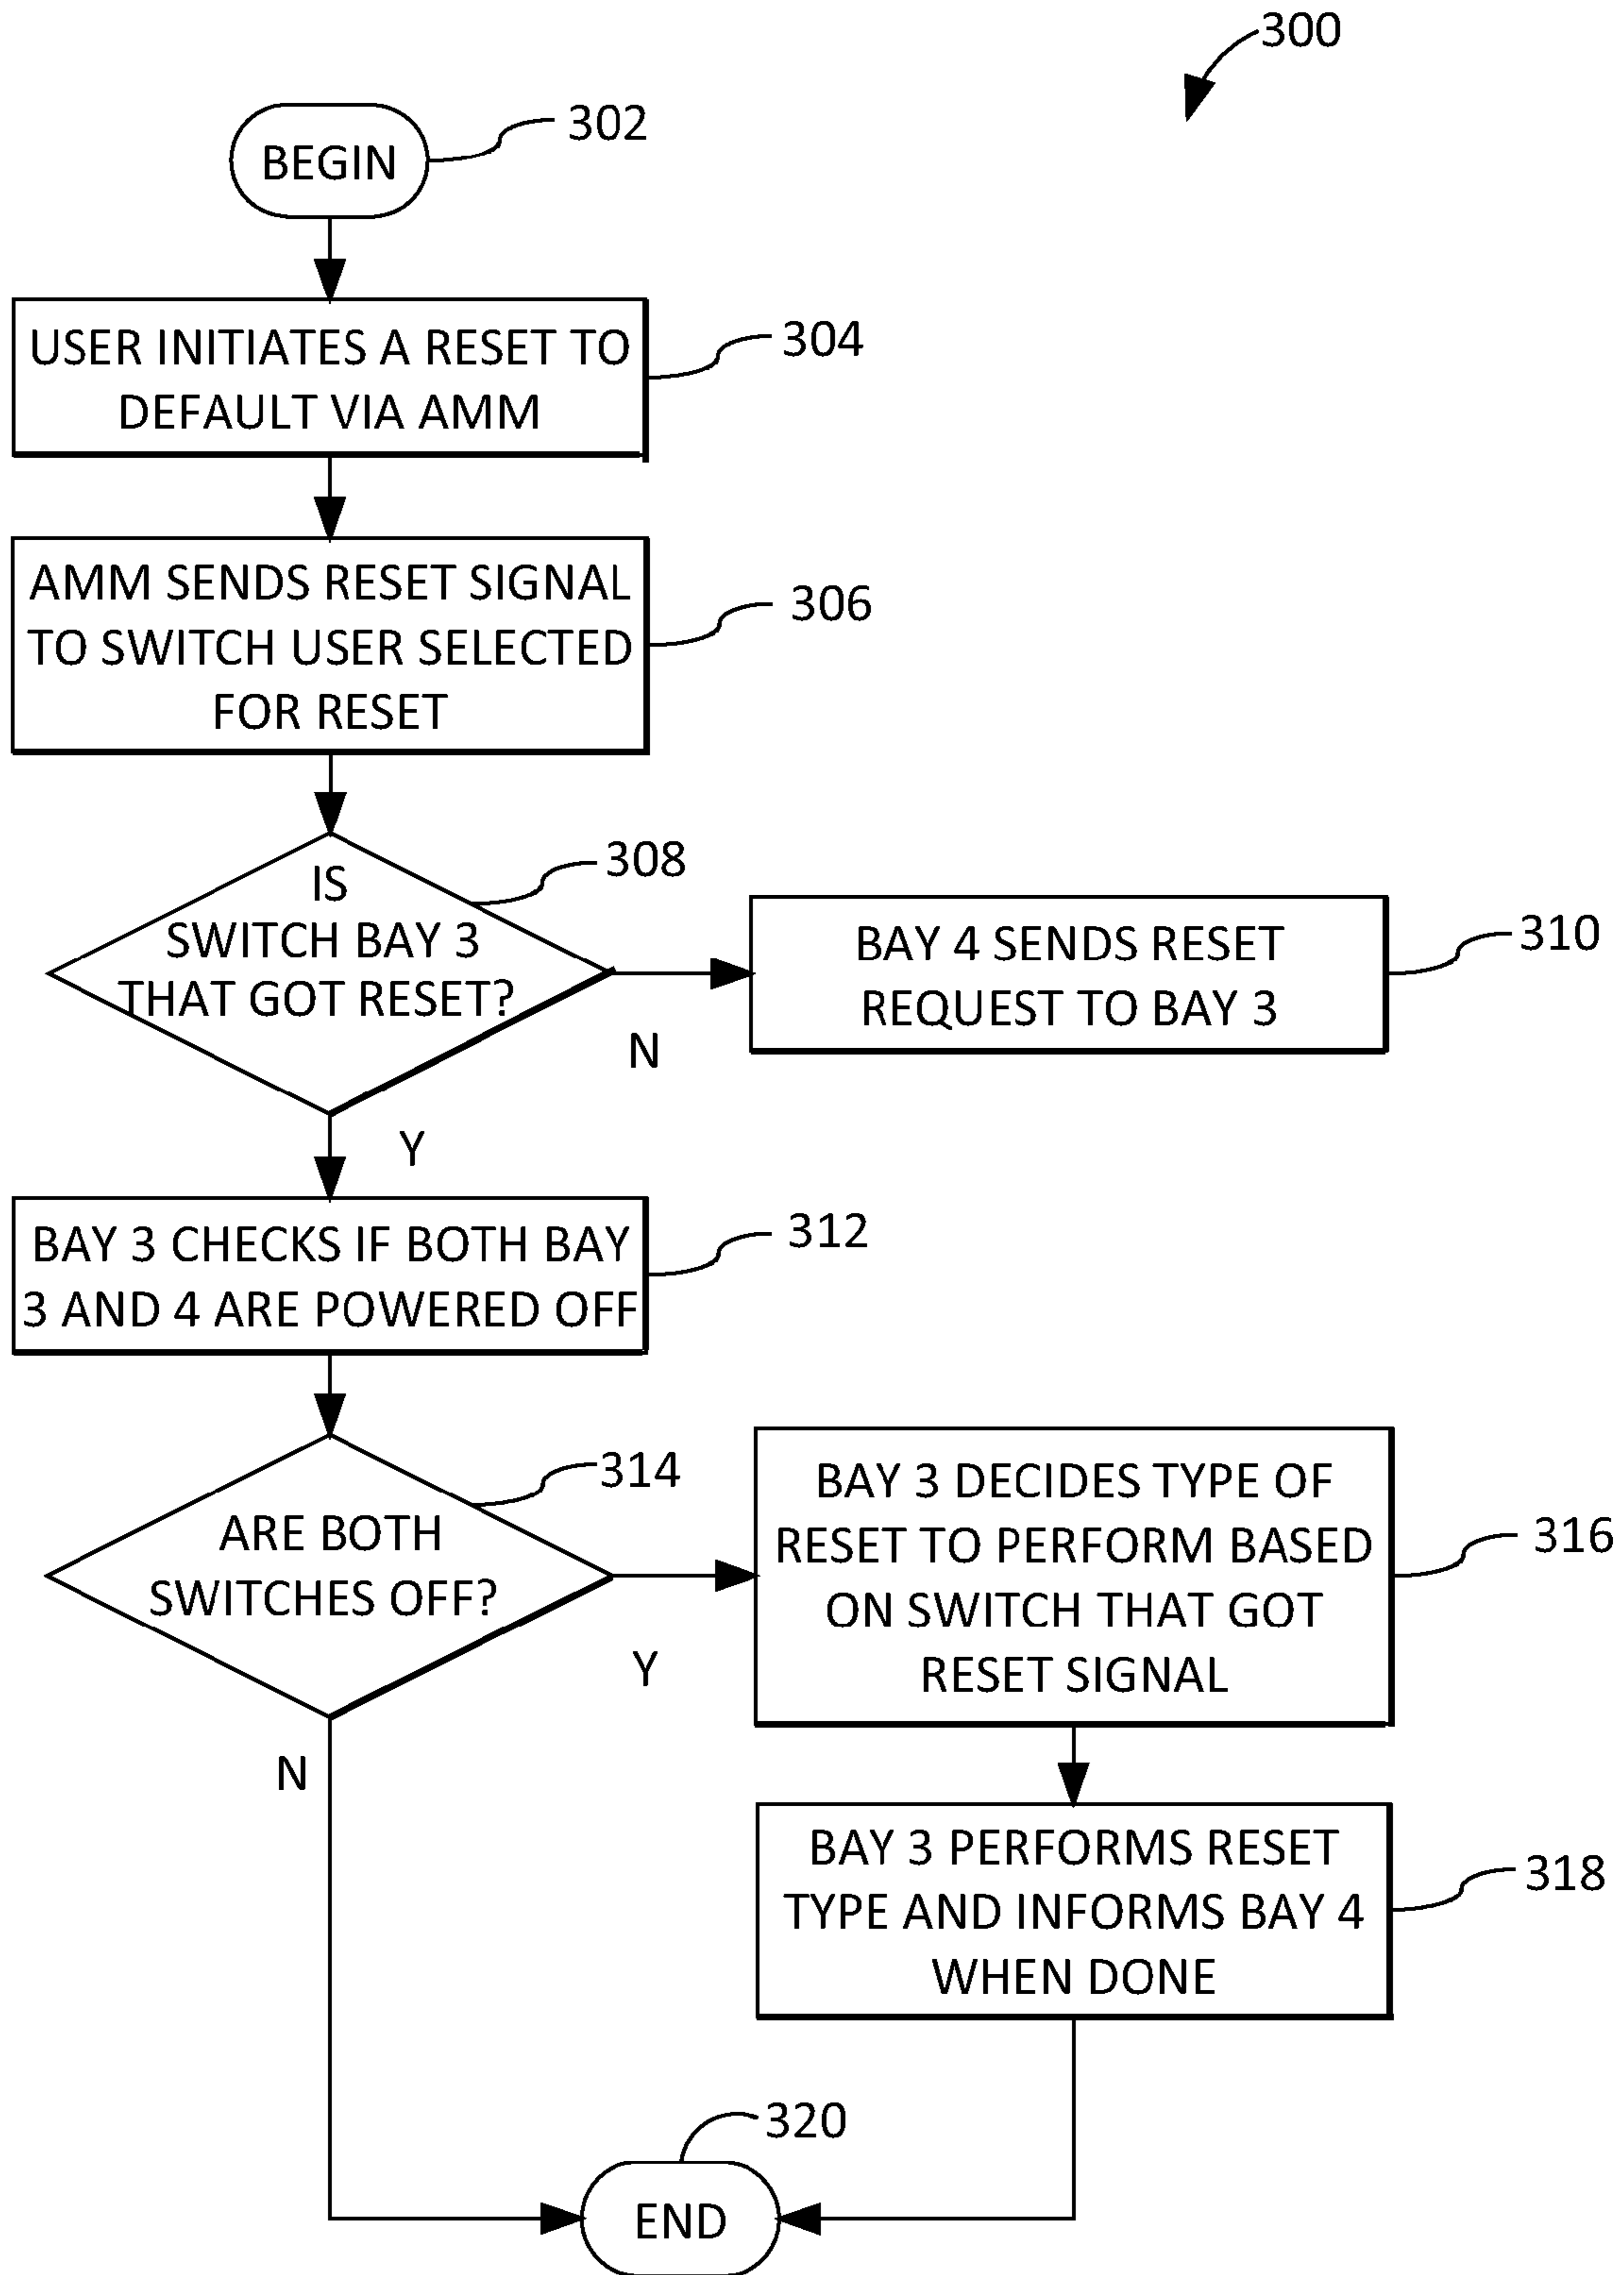 300
BEGIN
302
USER INITIATES A RESET TO
DEFAULT VIA AMM
304
AMM SENDS RESET SIGNAL
TO SWITCH USER SELECTED
FOR RESET
306
IS
SWITCH BAY 3
THAT GOT RESET?
308
N
BAY 4 SENDS RESET
REQUEST TO BAY 3
310
Y
BAY 3 CHECKS IF BOTH BAY
3 AND 4 ARE POWERED OFF
312
ARE BOTH
SWITCHES OFF?
314
Y
BAY 3 DECIDES TYPE OF
RESET TO PERFORM BASED
ON SWITCH THAT GOT
RESET SIGNAL
316
N
BAY 3 PERFORMS RESET
TYPE AND INFORMS BAY 4
WHEN DONE
318
320
END